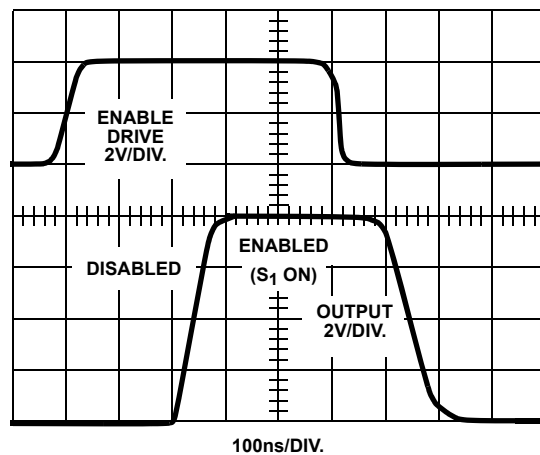 ENABLE
DRIVE
2V/DIV.
DISABLED
ENABLED
(S1 ON)
OUTPUT
2V/DIV.
100ns/DIV.